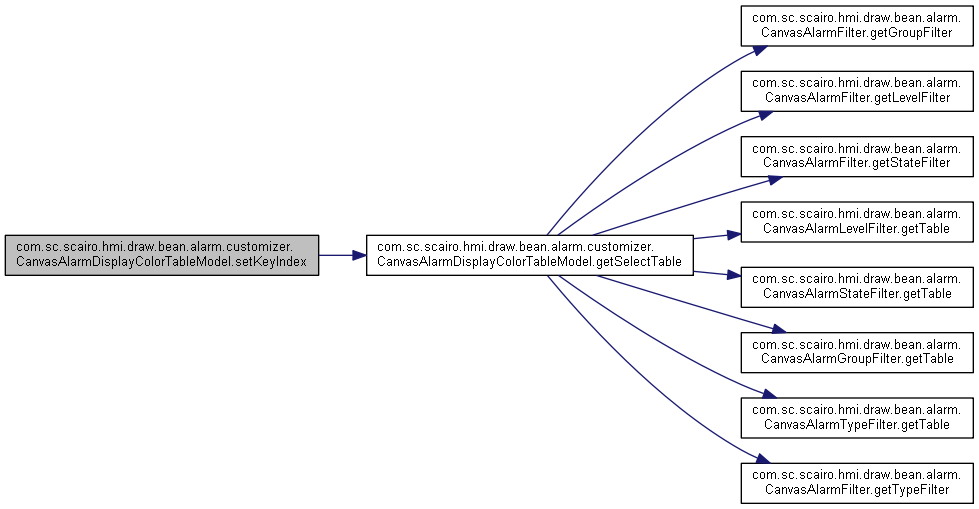 com.sc.scairo.hmi.draw.bean.alarm.customizer.
CanvasAlarmDisplayColorTableModel.setKeyIndex
com.sc.scairo.hmi.draw.bean.alarm.customizer.
CanvasAlarmDisplayColorTableModel.getSelectTable
com.sc.scairo.hmi.draw.bean.alarm.
CanvasAlarmFilter.getGroupFilter
com.sc.scairo.hmi.draw.bean.alarm.
CanvasAlarmFilter.getLevelFilter
com.sc.scairo.hmi.draw.bean.alarm.
CanvasAlarmFilter.getStateFilter
com.sc.scairo.hmi.draw.bean.alarm.
CanvasAlarmLevelFilter.getTable
com.sc.scairo.hmi.draw.bean.alarm.
CanvasAlarmStateFilter.getTable
com.sc.scairo.hmi.draw.bean.alarm.
CanvasAlarmGroupFilter.getTable
com.sc.scairo.hmi.draw.bean.alarm.
CanvasAlarmTypeFilter.getTable
com.sc.scairo.hmi.draw.bean.alarm.
CanvasAlarmFilter.getTypeFilter